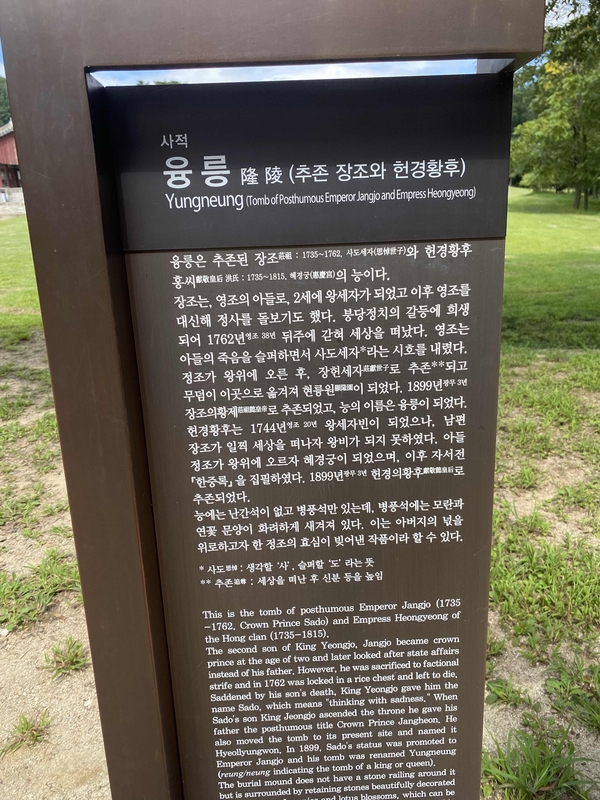 사적
융릉 隆陵 (추존 장조와 헌경황후)
Yungneung (Tomb of Posthumous Emperor Jangjo and Empress Heongyeong)
융릉은 추존된 장조莊祖 : 1735~1762, 사도세자(思悼世子)와 헌경황후
홍씨獻敬皇后 洪氏 : 1735~1815, 혜경궁(惠慶宮)의 능이다.
장조는, 영조의 아들로, 2세에 왕세자가 되었고 이후 영조를
대신해 정사를 돌보기도 했다. 붕당정치의 갈등에 희생
되어 1762년영조 38년 뒤주에 갇혀 세상을 떠났다. 영조는
아들의 죽음을 슬퍼하면서 사도세자*라는 시호를 내렸다.
정조가 왕위에 오른 후, 장헌세자莊獻世子로 추존**되고
무덤이 이곳으로 옮겨져 현륭원顯隆園이 되었다. 1899년광무 3년
장조의황제莊祖懿皇帝로 추존되었고, 능의 이름은 융릉이 되었다.
헌경황후는 1744년영조 20년 왕세자빈이 되었으나, 남편
장조가 일찍 세상을 떠나자 왕비가 되지 못하였다. 아들
정조가 왕위에 오르자 혜경궁이 되었으며, 이후 자서전
『한중록』을 집필하였다. 1899년광무 3년 헌경의황후獻敬懿皇后로
추존되었다.
능에는 난간석이 없고 병풍석만 있는데, 병풍석에는 모란과
연꽃 문양이 화려하게 새겨져 있다. 이는 아버지의 넋을
위로하고자 한 정조의 효심이 빚어낸 작품이라 할 수 있다.
* 사도思悼 : 생각할 '사', 슬퍼할 '도' 라는 뜻
** 추존追尊 : 세상을 떠난 후 신분 등을 높임
This is the tomb of posthumous Emperor Jangjo (1735
-1762, Crown Prince Sado) and Empress Heongyeong of
the Hong clan (1735-1815).
The second son of King Yeongjo, Jangjo became crown
prince at the age of two and later looked after state affairs
instead of his father. However, he was sacrificed to factional
strife and in 1762 was locked in a rice chest and left to die.
Saddened by his son's death, King Yeongjo gave him the
name Sado, which means "thinking with sadness." When
Sado's son King Jeongjo ascended the throne he gave his
father the posthumous title Crown Prince Jangheon. He
also moved the tomb to its present site and named it
Hyeollyungwon. In 1899, Sado's status was promoted to
Emperor Jangjo and his tomb was renamed Yungneung
(reung/neung indicating the tomb of a king or queen).
The burial mound does not have a stone railing around it
but is surrounded by retaining stones beautifully decorated
and lotus blossoms, which can be